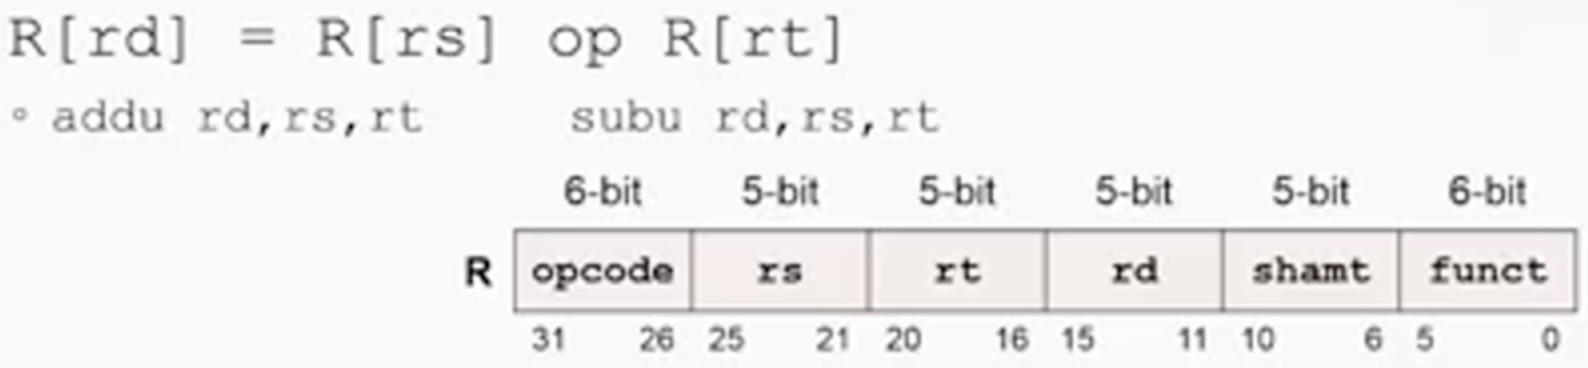 R[rd] = R[rs] op R[rt]
◦ addu rd,rs,rt subu rd,rs,rt
6-bit 5-bit 5-bit 5-bit 5-bit 6-bit
R opcode rs rt rd shamt funct
31 26 25 21 20 16 15 11 10 6 5 0